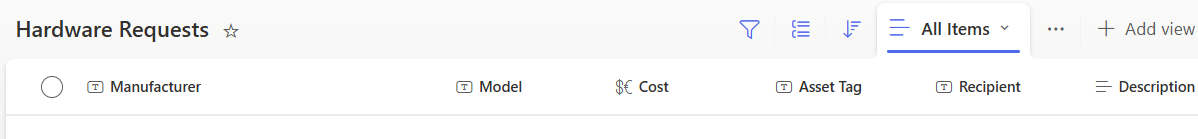 Hardware Requests
All Items
Add view
Manufacturer Model Cost Asset Tag Recipient Description